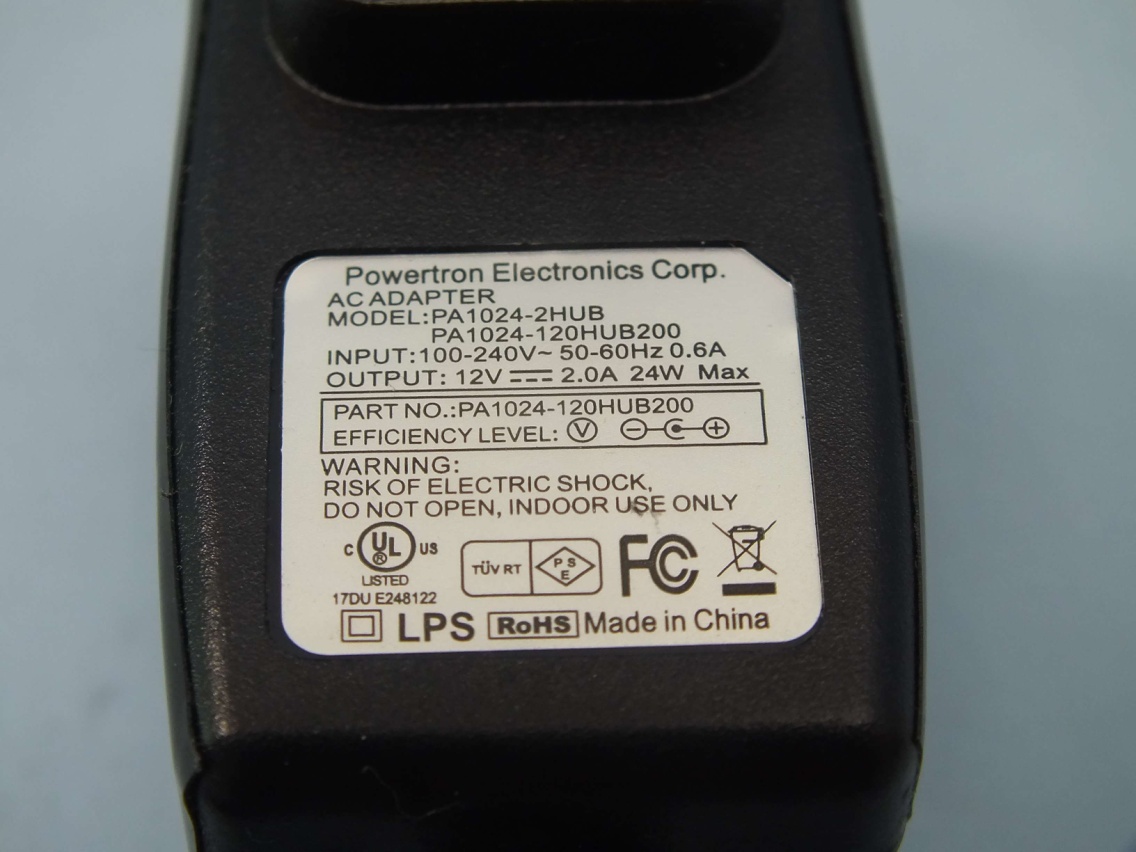 Powertron Electronics Corp.
AC ADAPTER
MODEL:PA1024-2HUB
PA1024-120HUB200
INPUT:100-240V~ 50-60Hz 0.6A
OUTPUT: 12V ⎓ 2.0A 24W Max
PART NO.:PA1024-120HUB200
EFFICIENCY LEVEL: V
WARNING:
RISK OF ELECTRIC SHOCK,
DO NOT OPEN, INDOOR USE ONLY
C UL ® US
LISTED
17DU E248122
TÜV RT
PSE
FC
LPS RoHS Made in China